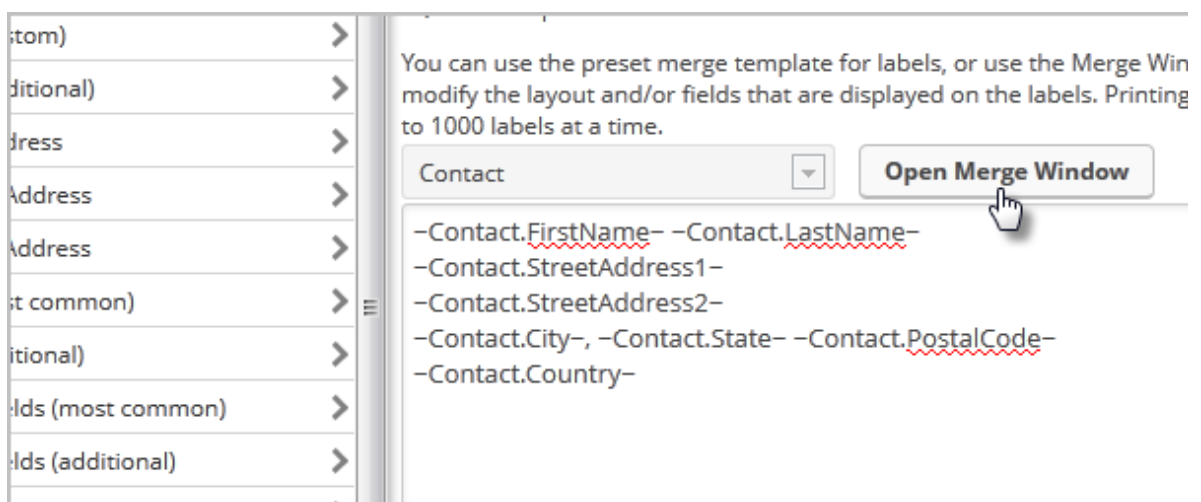 stom)
ditional)
dress
Address
Address
st common)
itional)
elds (most common)
elds (additional)
You can use the preset merge template for labels, or use the Merge Win
modify the layout and/or fields that are displayed on the labels. Printing
to 1000 labels at a time.
Contact
Open Merge Window
~Contact.FirstName~ ~Contact.LastName~
~Contact.StreetAddress1~
~Contact.StreetAddress2~
~Contact.City~, ~Contact.State~ ~Contact.PostalCode~
~Contact.Country~